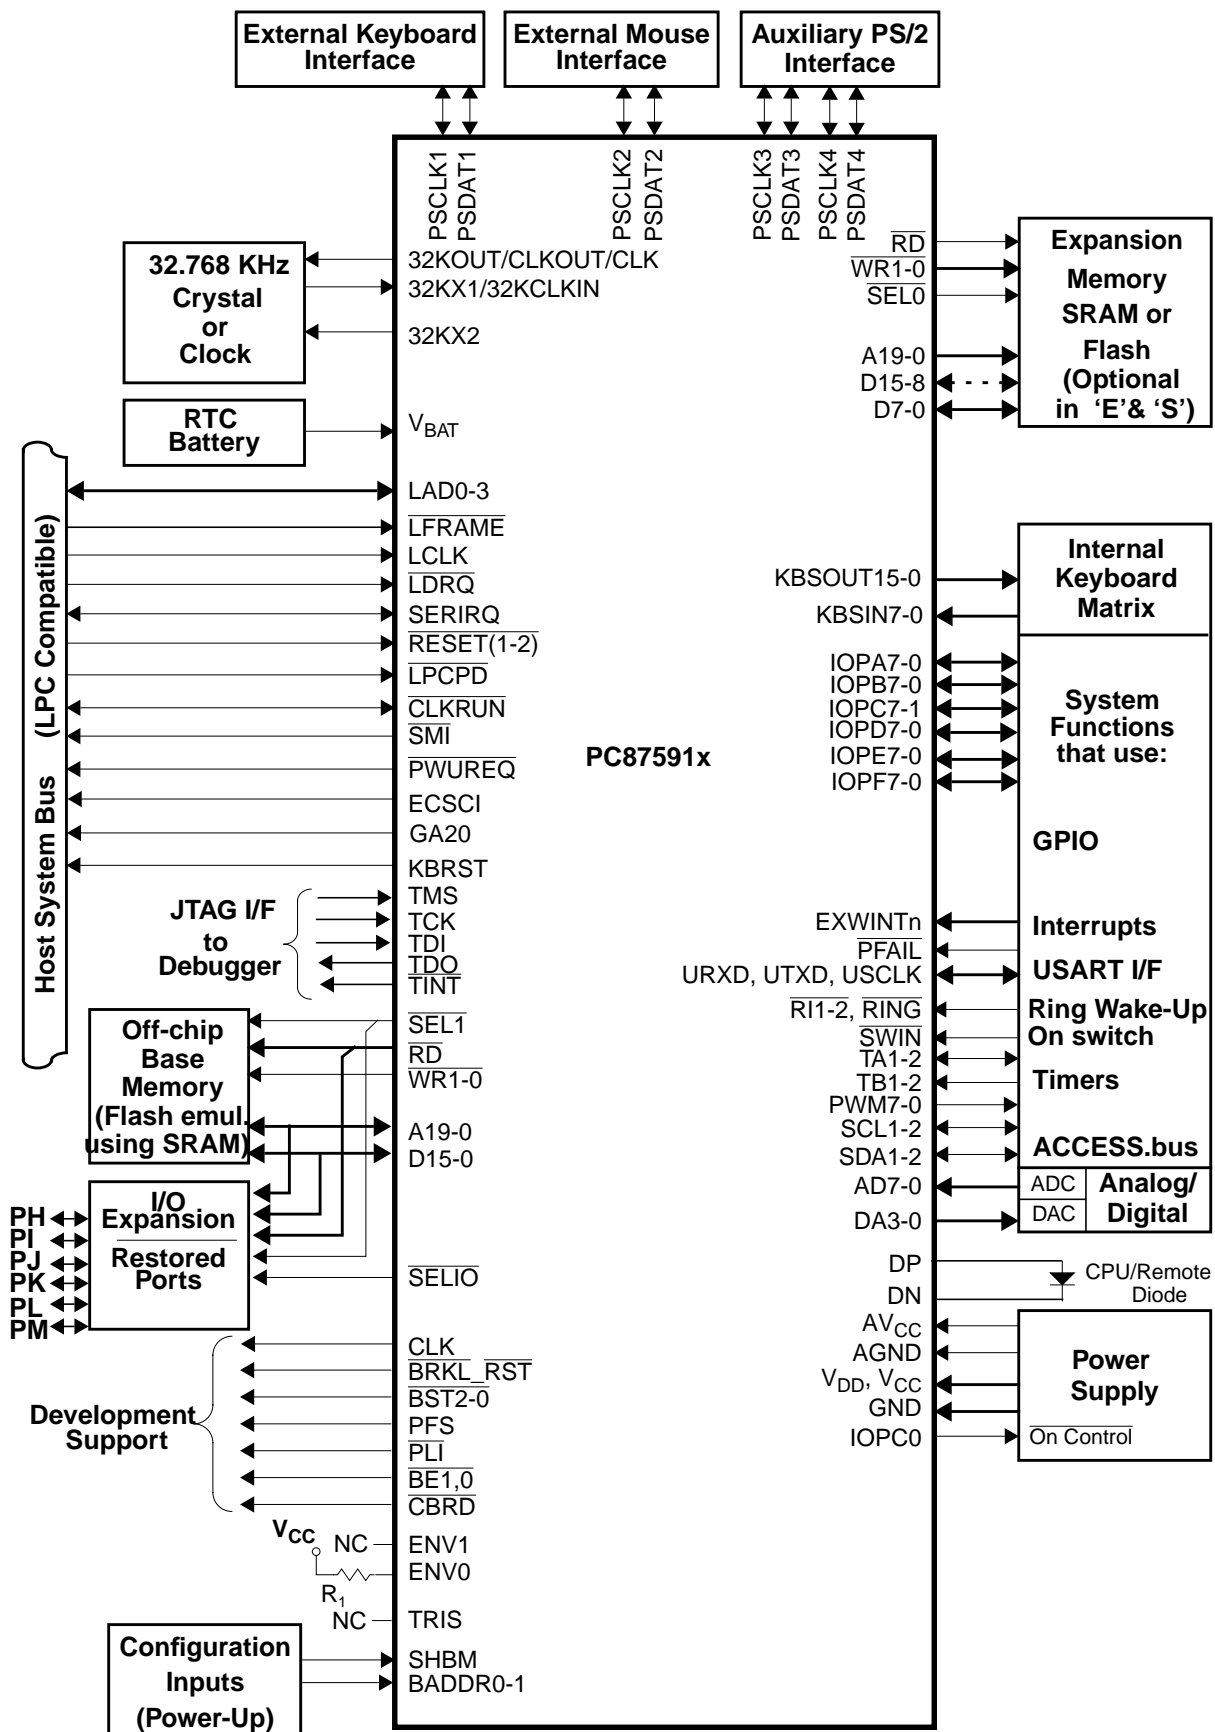 External Keyboard
Interface
External Mouse
Interface
Auxiliary PS/2
Interface
PSCLK1
PSDAT1
PSCLK2
PSDAT2
PSCLK3
PSDAT3
PSCLK4
PSDAT4
32.768 KHz
Crystal
or
Clock
32KOUT/CLKOUT/CLK
32KX1/32KCLKIN
32KX2
RTC
Battery
VBAT
Host System Bus (LPC Compatible)
LAD0-3
LFRAME
LCLK
LDRQ
SERIRQ
RESET(1-2)
LPCPD
CLKRUN
SMI
PWUREQ
ECSCI
GA20
KBRST
JTAG I/F
to
Debugger
TMS
TCK
TDI
TDO
TINT
Off-chip
Base
Memory
(Flash emul.
using SRAM)
SEL1
RD
WR1-0
A19-0
D15-0
I/O
Expansion
Restored
Ports
PH
PI
PJ
PK
PL
PM
SELIO
Development
Support
CLK
BRKL_RST
BST2-0
PFS
PLI
BE1,0
CBRD
VCC
NC
ENV1
ENV0
R1
NC
TRIS
Configuration
Inputs
(Power-Up)
SHBM
BADDR0-1
PC87591x
RD
WR1-0
SEL0
A19-0
D15-8
D7-0
Expansion
Memory
SRAM or
Flash
(Optional
in ‘E’& ‘S’)
KBSOUT15-0
KBSIN7-0
Internal
Keyboard
Matrix
IOPA7-0
IOPB7-0
IOPC7-1
IOPD7-0
IOPE7-0
IOPF7-0
System
Functions
that use:
GPIO
EXWINTn
PFAIL
Interrupts
URXD, UTXD, USCLK
USART I/F
RI1-2, RING
Ring Wake-Up
SWIN
On switch
TA1-2
TB1-2
Timers
PWM7-0
SCL1-2
SDA1-2
ACCESS.bus
AD7-0
ADC
DA3-0
DAC
Analog/
Digital
DP
DN
CPU/Remote
Diode
AVCC
AGND
VDD, VCC
GND
IOPC0
Power
Supply
On Control